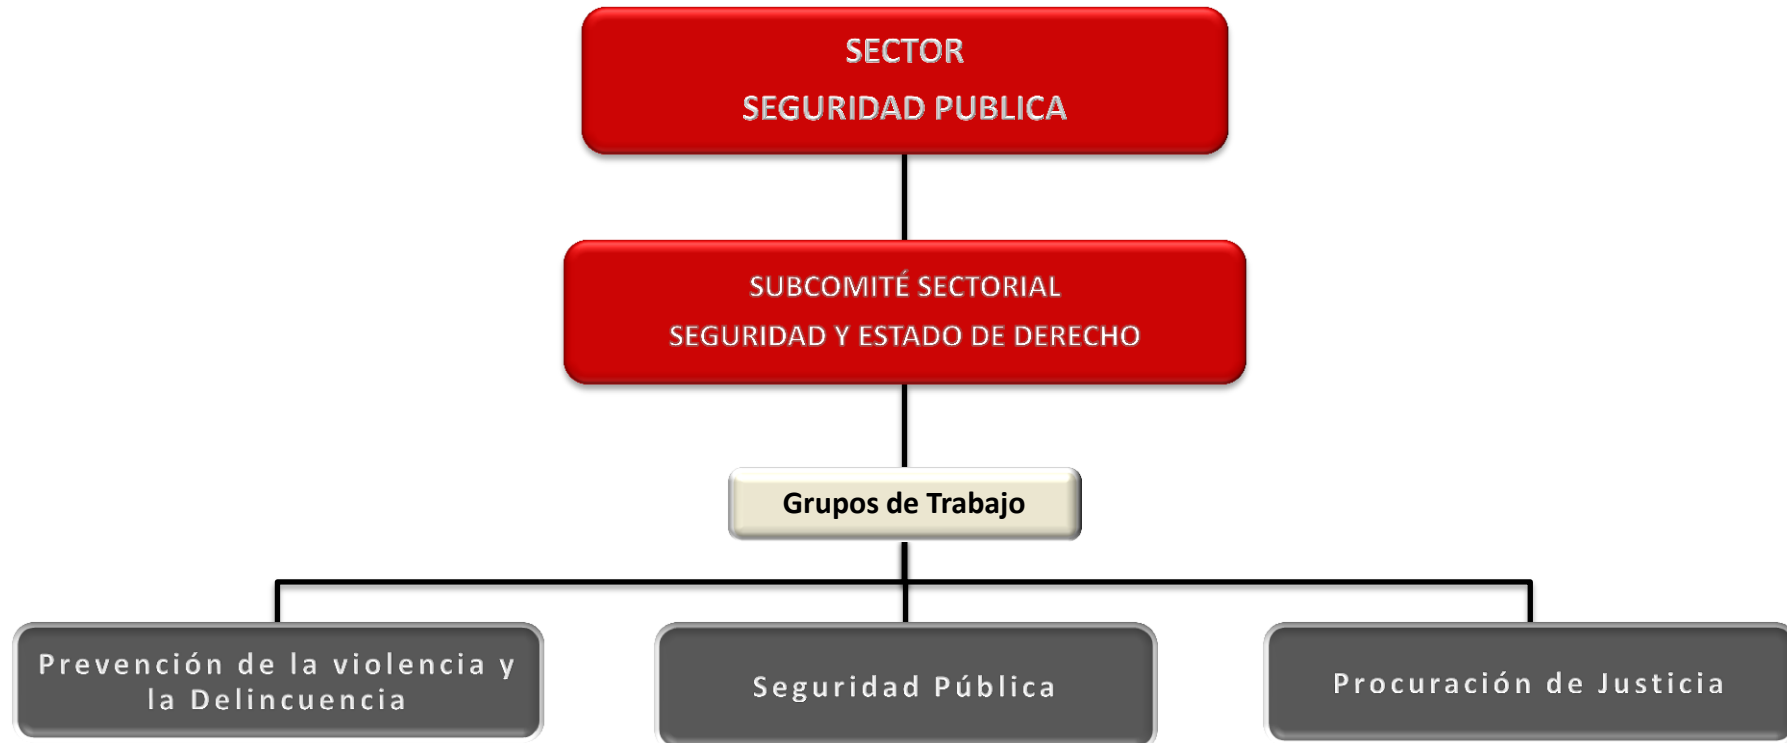 SECTOR
SEGURIDAD PUBLICA
SUBCOMITÉ SECTORIAL
SEGURIDAD Y ESTADO DE DERECHO
Grupos de Trabajo
Prevención de la violencia y
la Delincuencia
Seguridad Pública
Procuración de Justicia